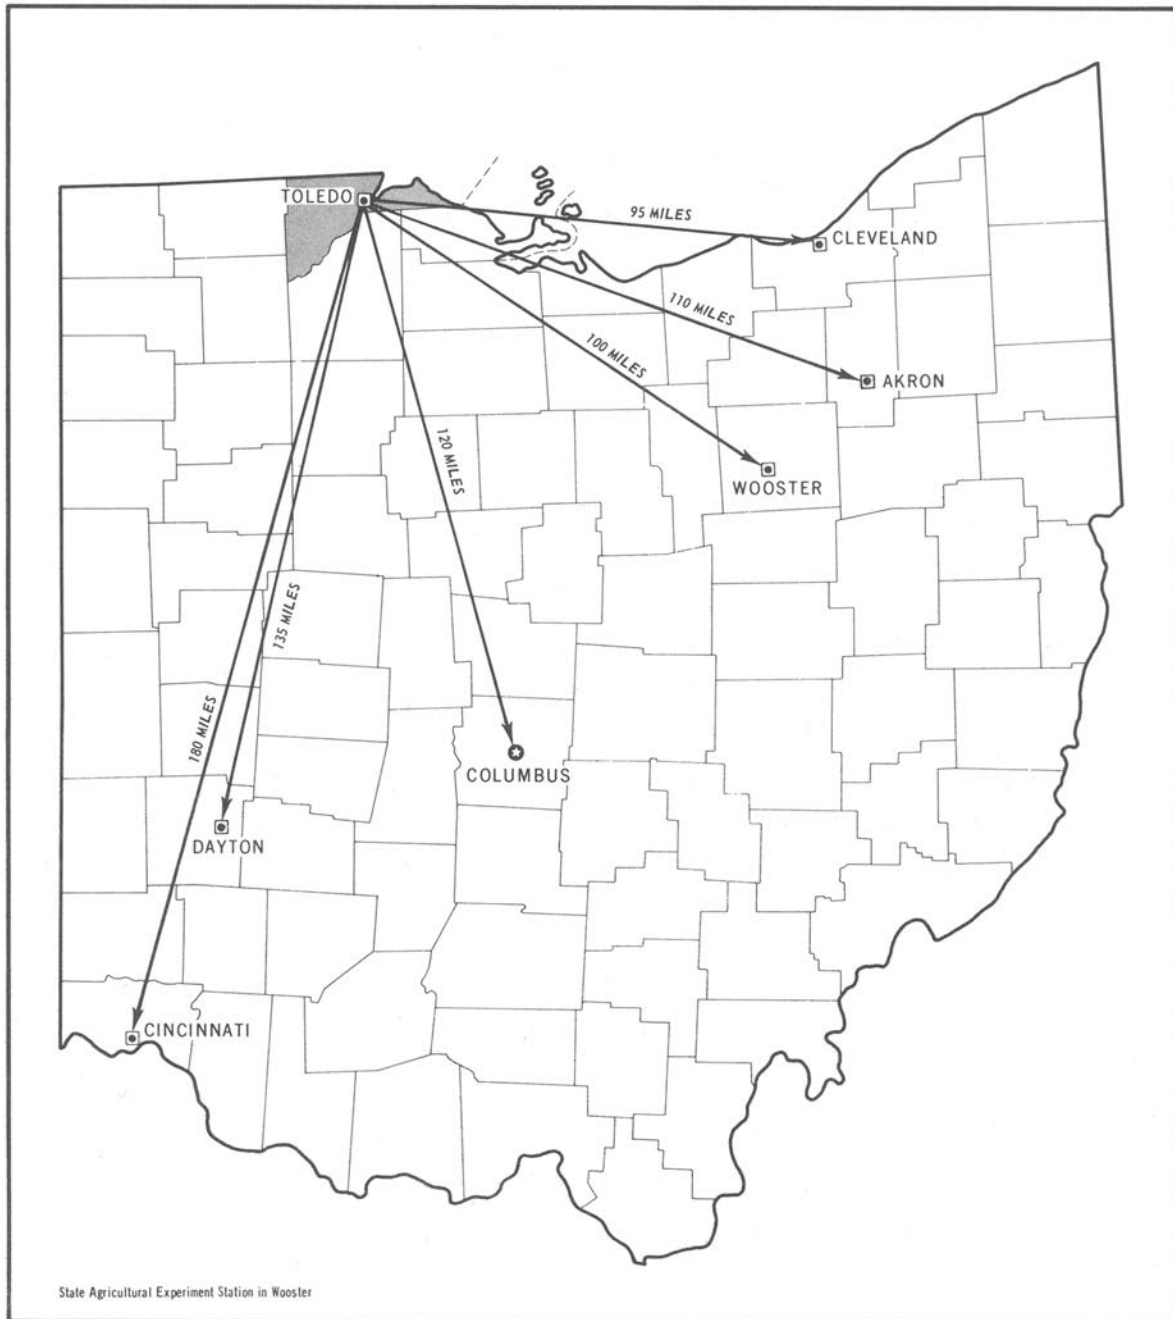 TOLEDO
95 MILES
CLEVELAND
110 MILES
100 MILES
AKRON
120 MILES
WOOSTER
135 MILES
180 MILES
COLUMBUS
DAYTON
CINCINNATI
State Agricultural Experiment Station in Wooster